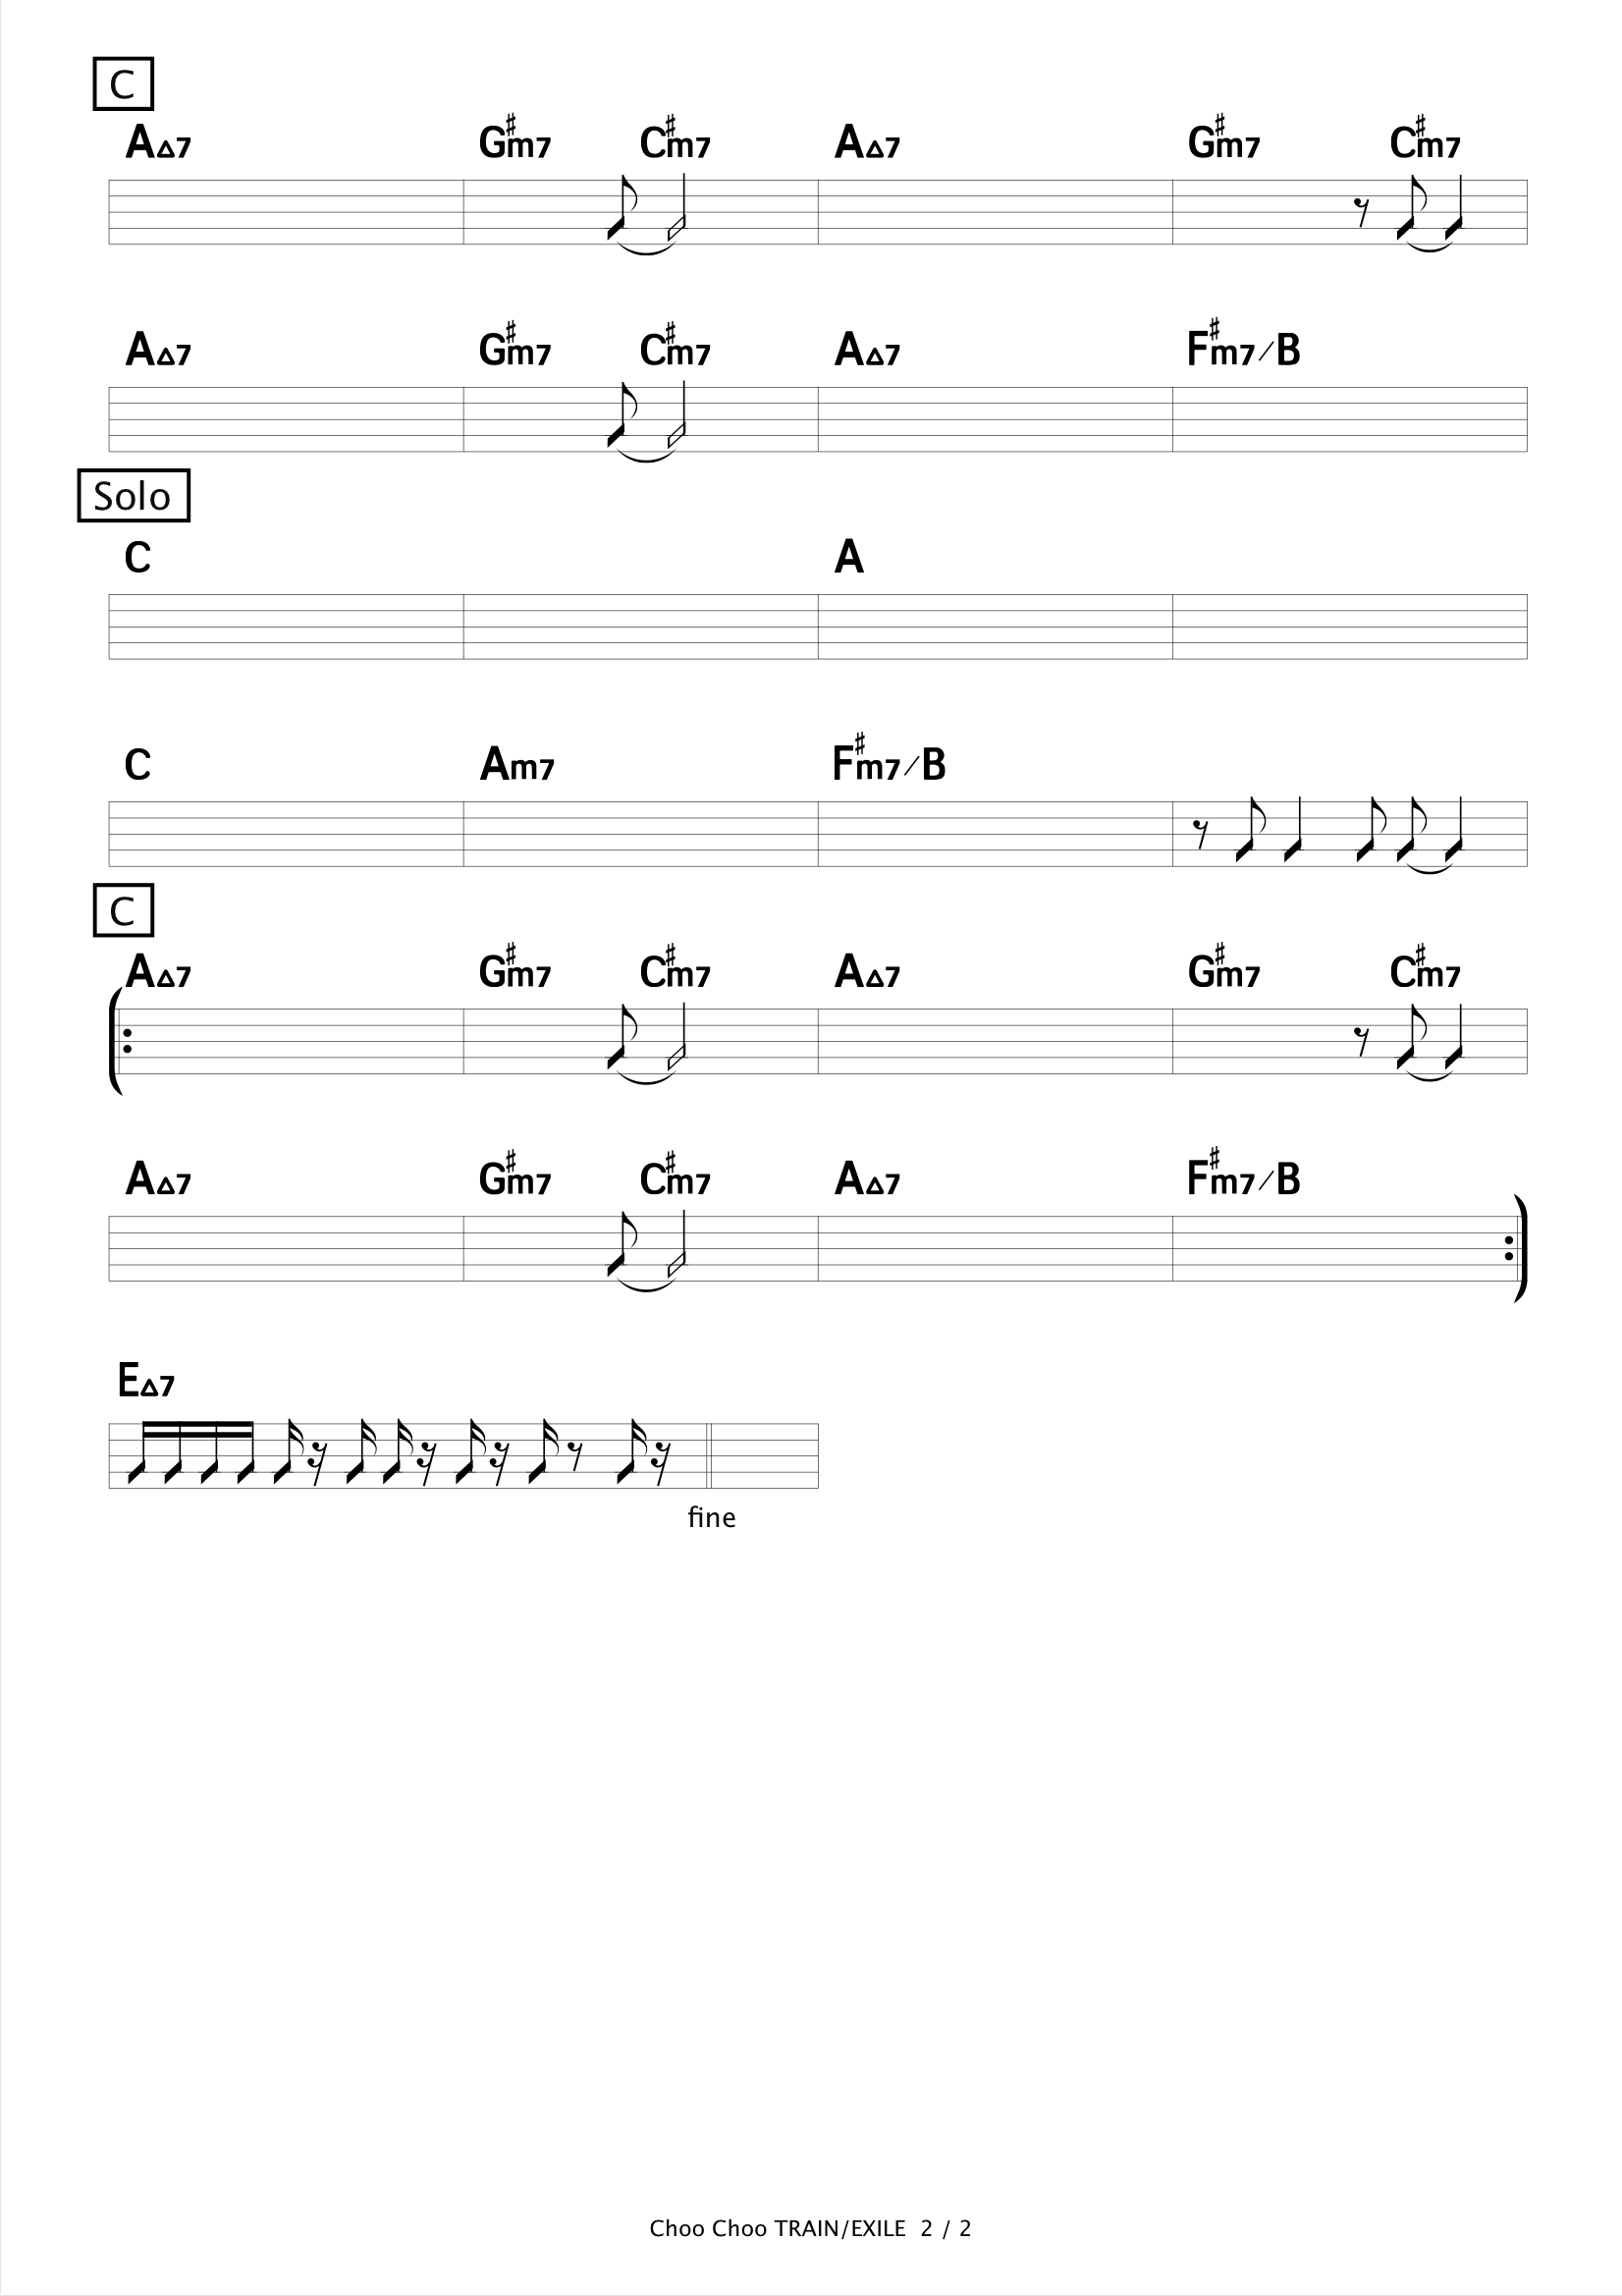 C
A△7 G♯m7 C♯m7 A△7 G♯m7 C♯m7
A△7 G♯m7 C♯m7 A△7 F♯m7/B
Solo
C A
C Am7 F♯m7/B
C
A△7 G♯m7 C♯m7 A△7 G♯m7 C♯m7
A△7 G♯m7 C♯m7 A△7 F♯m7/B
E△7
fine
Choo Choo TRAIN/EXILE 2 / 2